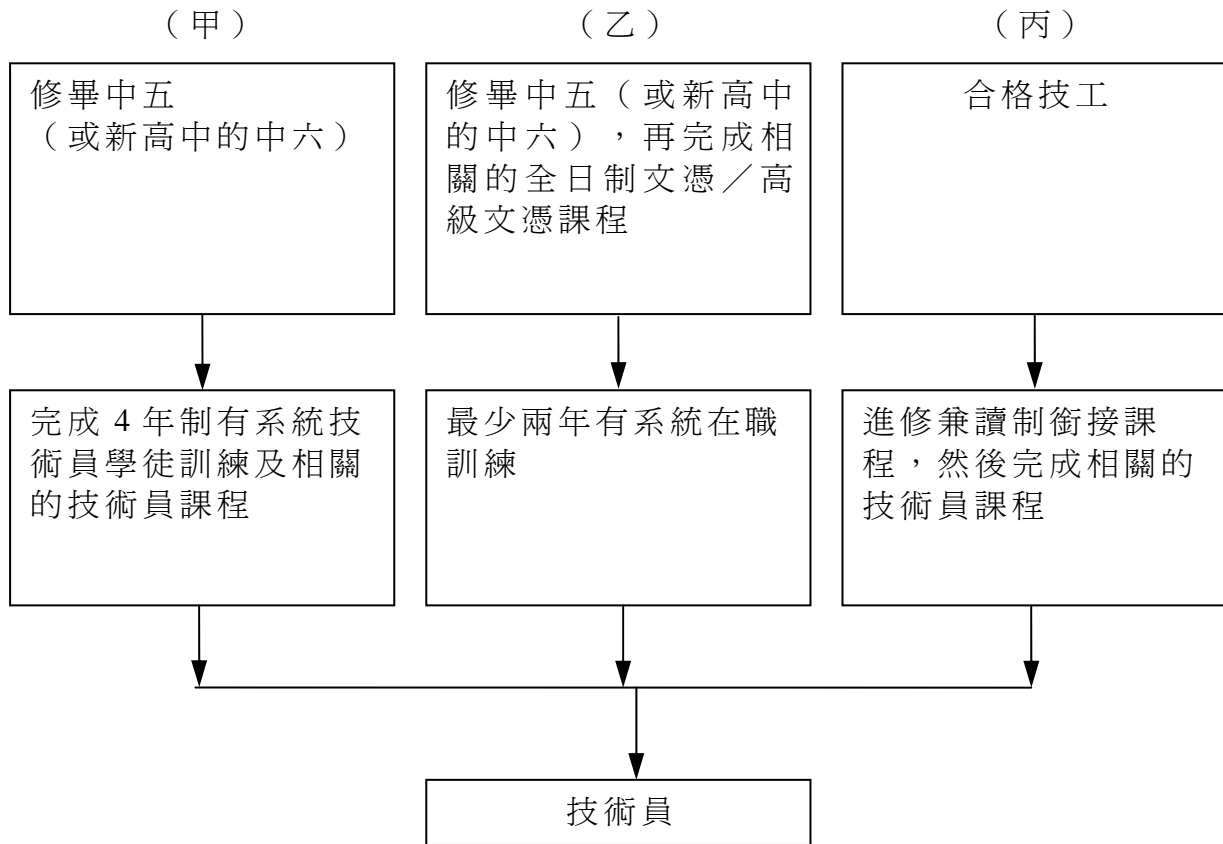 （甲）
（乙）
（丙）
修畢中五
（或新高中的中六）
修畢中五（或新高中
的中六），再完成相
關的全日制文憑／高
級文憑課程
合格技工
完成 4 年制有系統技
術員學徒訓練及相關
的技術員課程
最少兩年有系統在職
訓練
進修兼讀制銜接課
程，然後完成相關的
技術員課程
技術員